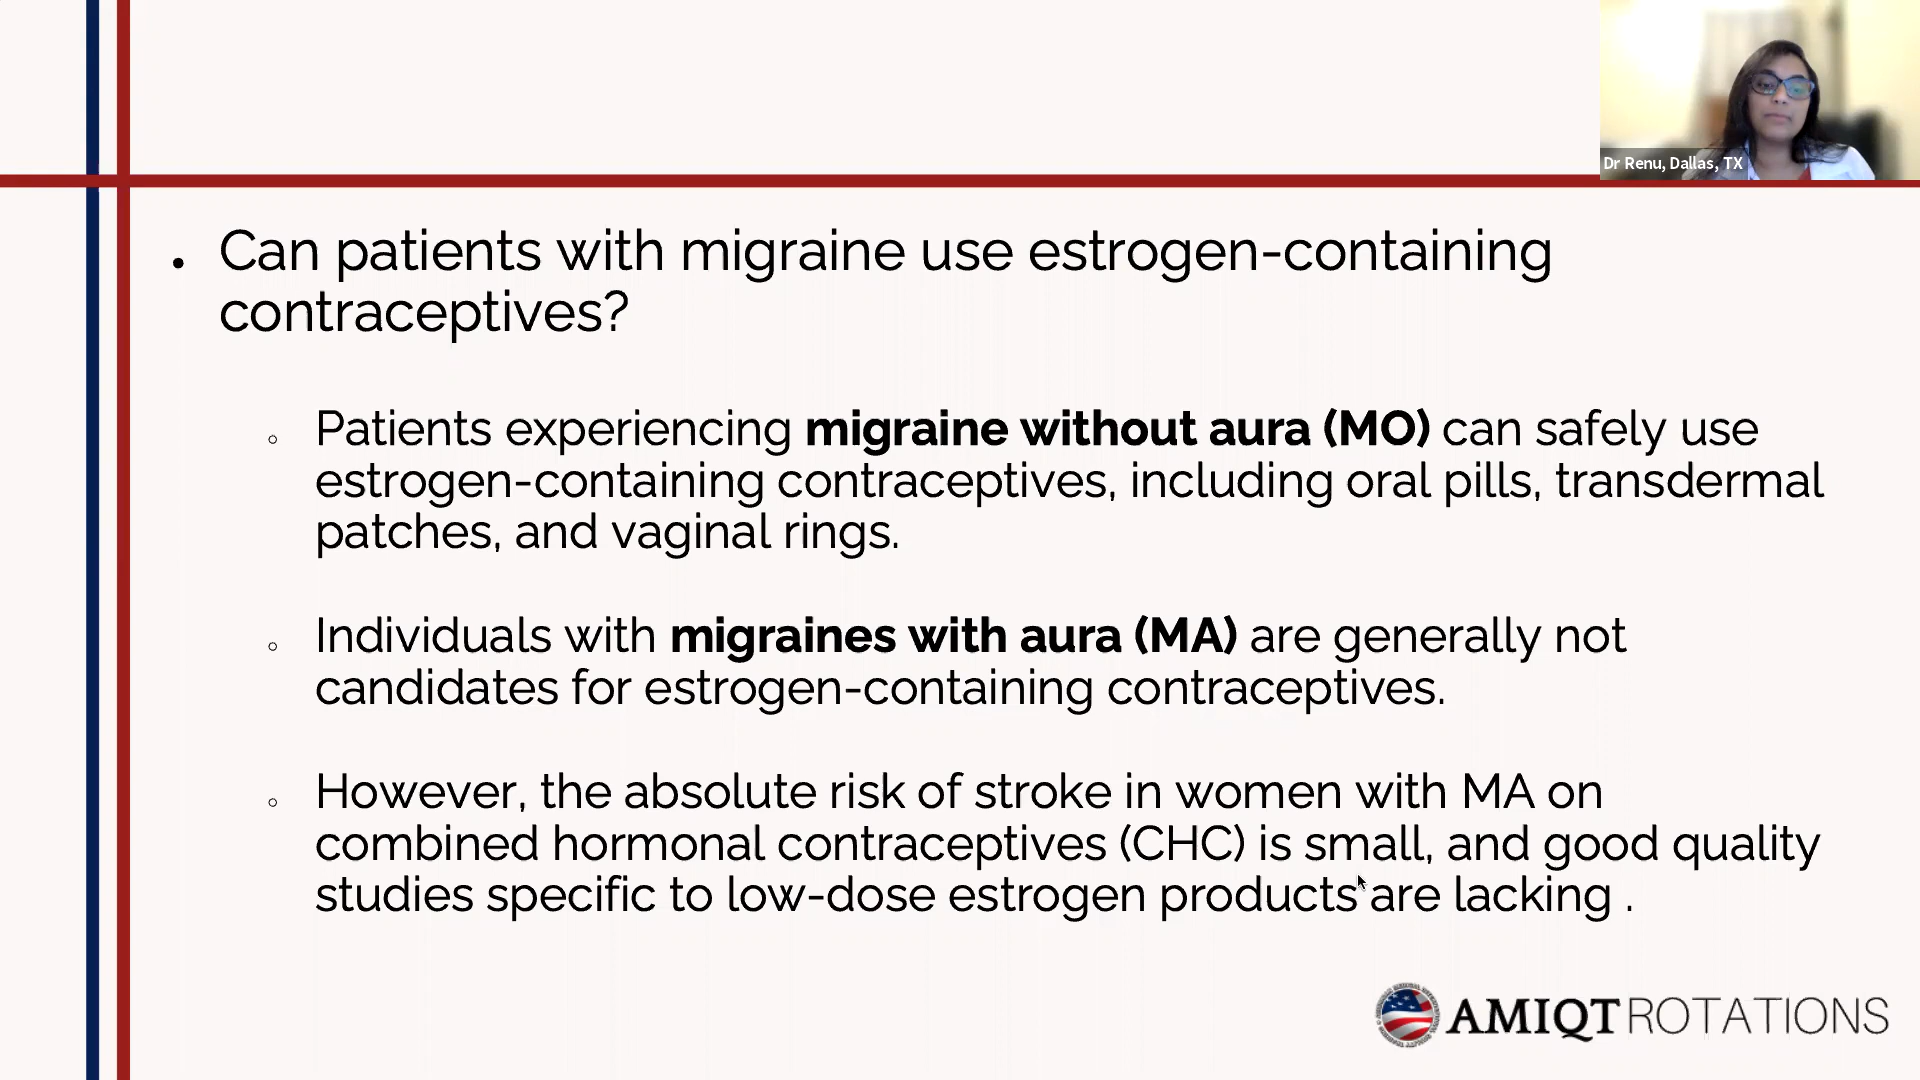 Dr Renu, Dallas, TX
• Can patients with migraine use estrogen-containing
contraceptives?
○ Patients experiencing migraine without aura (MO) can safely use
estrogen-containing contraceptives, including oral pills, transdermal
patches, and vaginal rings.
○ Individuals with migraines with aura (MA) are generally not
candidates for estrogen-containing contraceptives.
○ However, the absolute risk of stroke in women with MA on
combined hormonal contraceptives (CHC) is small, and good quality
studies specific to low-dose estrogen products are lacking .
AMIQT ROTATIONS